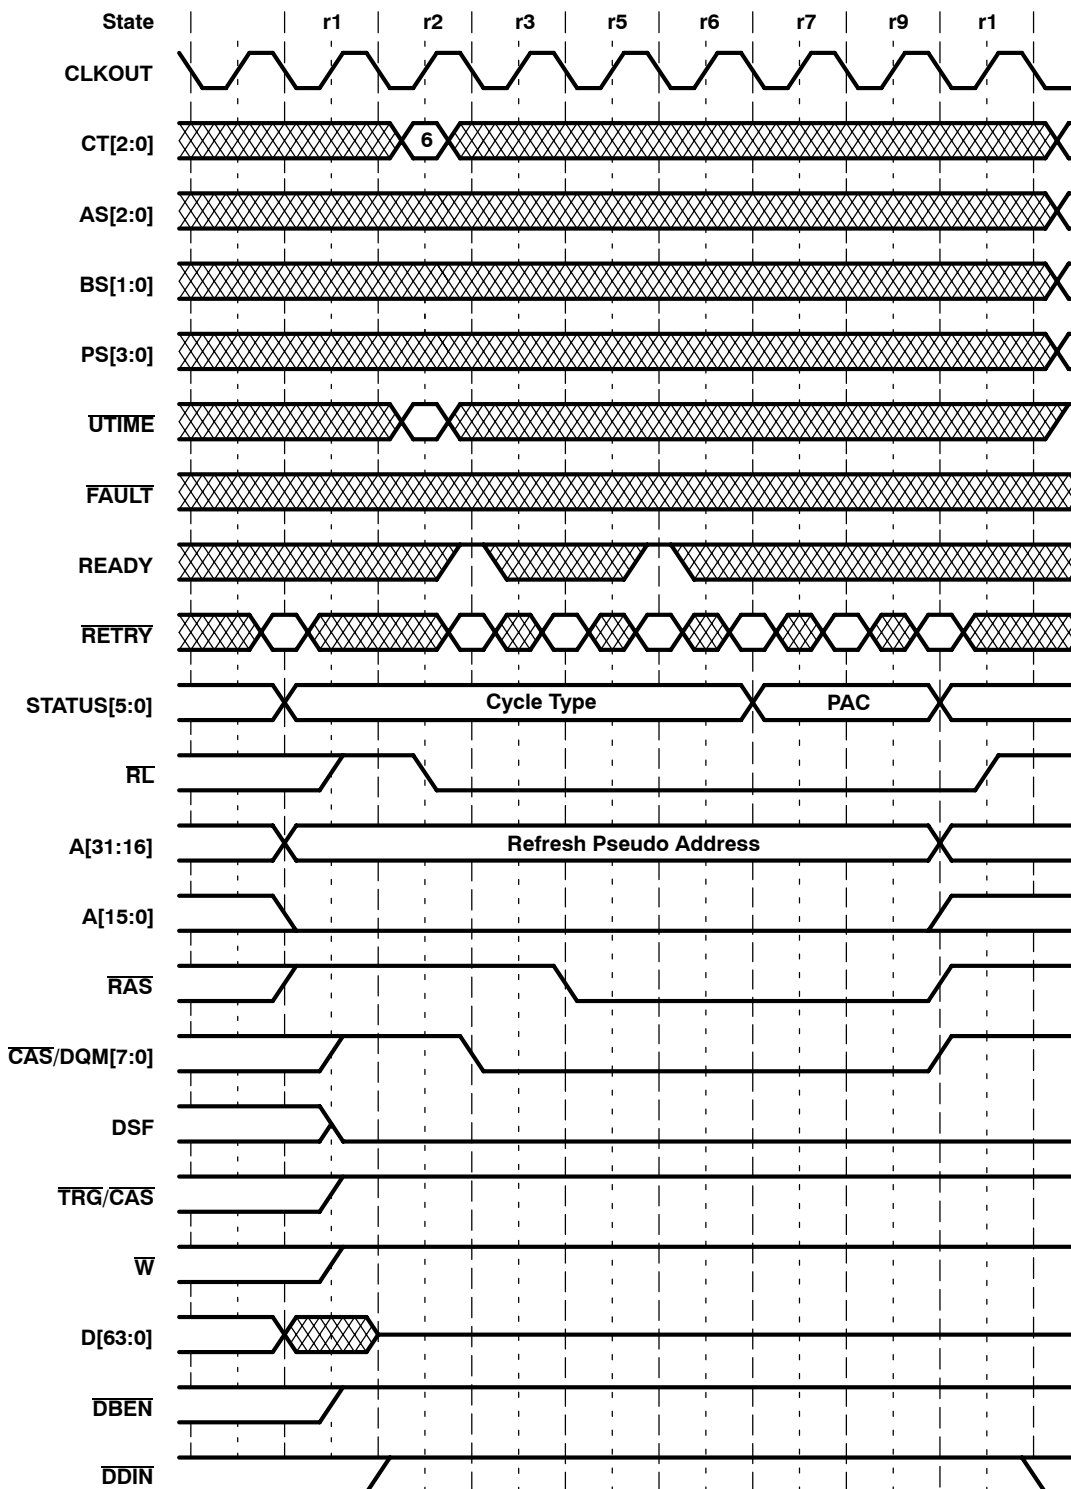 State r1 r2 r3 r5 r6 r7 r9 r1
CLKOUT
CT[2:0] 6
AS[2:0]
BS[1:0]
PS[3:0]
UTIME
FAULT
READY
RETRY
STATUS[5:0] Cycle Type PAC
RL
A[31:16] Refresh Pseudo Address
A[15:0]
RAS
CAS/DQM[7:0]
DSF
TRG/CAS
W
D[63:0]
DBEN
DDIN